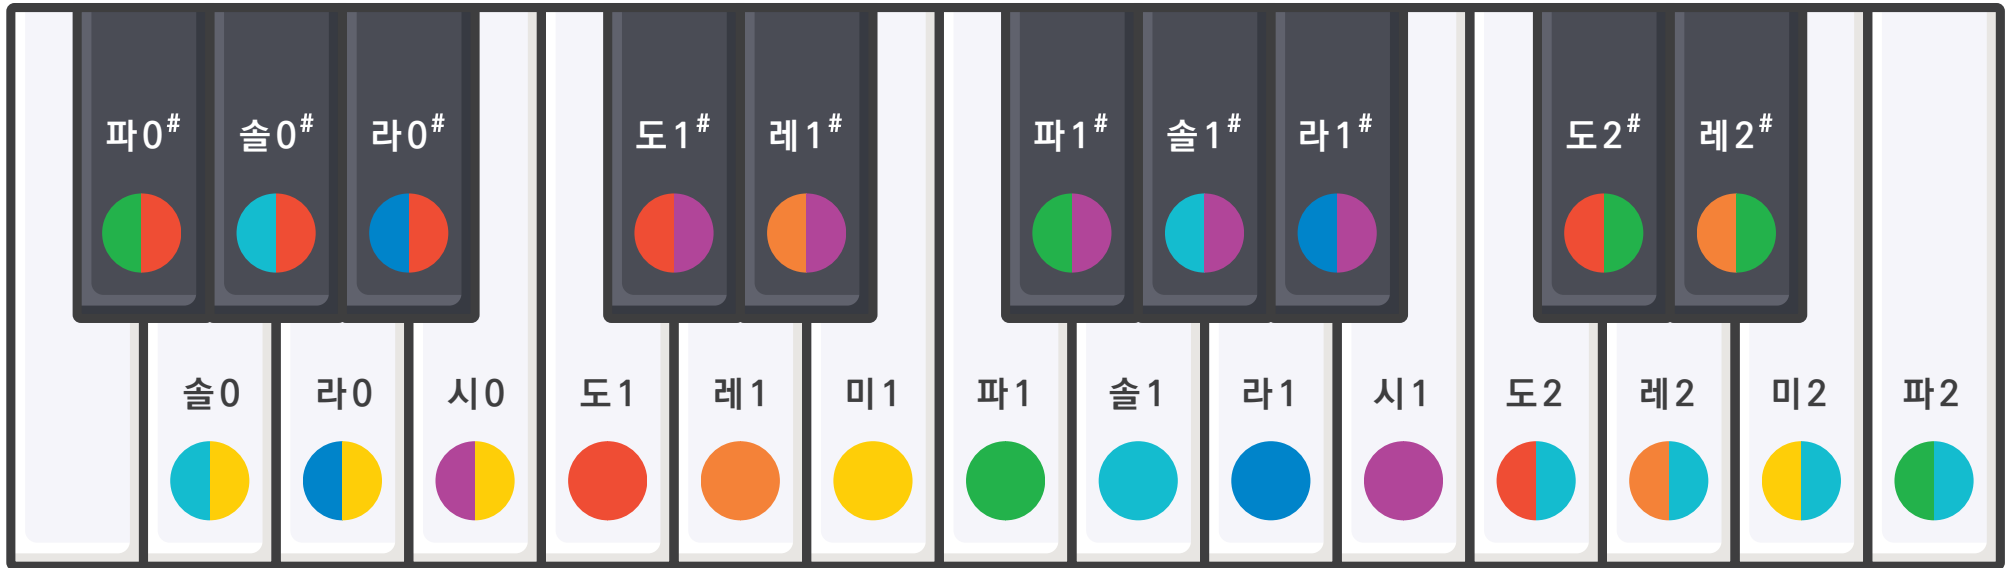 파0# 솔0# 라0# 도1# 레1# 파1# 솔1# 라1# 도2# 레2#
솔0 라0 시0 도1 레1 미1 파1 솔1 라1 시1 도2 레2 미2 파2